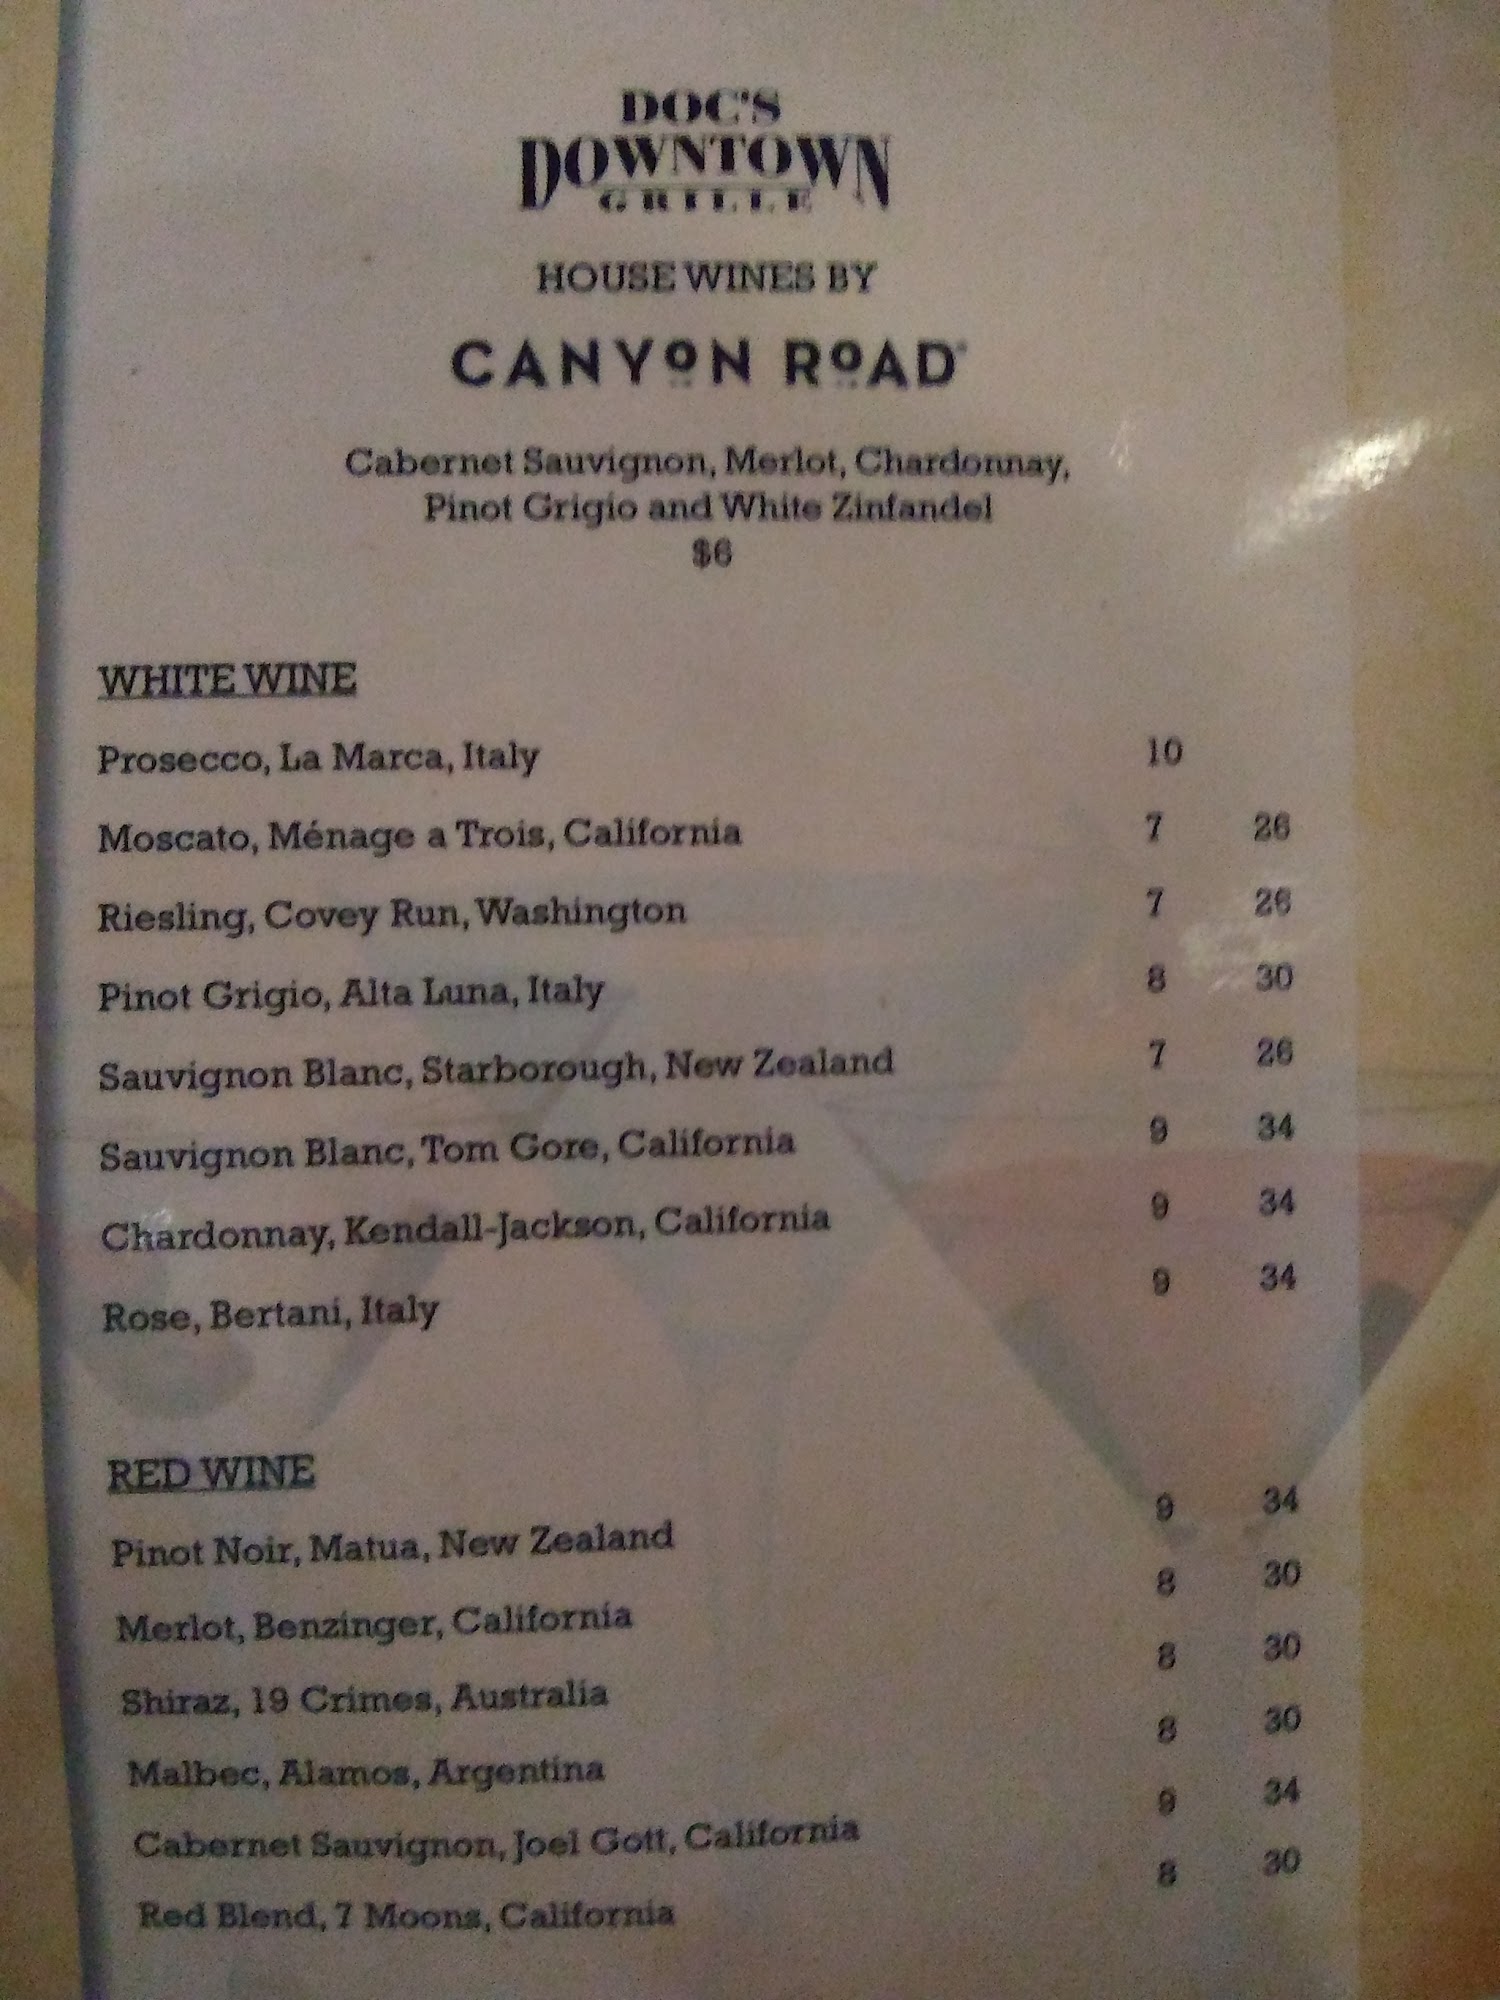 DOC'S
DOWNTOWN
GRILLE
HOUSE WINES BY
CANYON ROAD®
Cabernet Sauvignon, Merlot, Chardonnay,
Pinot Grigio and White Zinfandel
$6
WHITE WINE
Prosecco, La Marca, Italy 10
Moscato, Ménage a Trois, California 7 26
Riesling, Covey Run, Washington 7 26
Pinot Grigio, Alta Luna, Italy 8 30
Sauvignon Blanc, Starborough, New Zealand 7 26
Sauvignon Blanc, Tom Gore, California 9 34
Chardonnay, Kendall-Jackson, California 9 34
Rose, Bertani, Italy 9 34
RED WINE
Pinot Noir, Matua, New Zealand 9 34
Merlot, Benzinger, California 8 30
Shiraz, 19 Crimes, Australia 8 30
Malbec, Alamos, Argentina 8 30
Cabernet Sauvignon, Joel Gott, California 9 34
Red Blend, 7 Moons, California 8 30